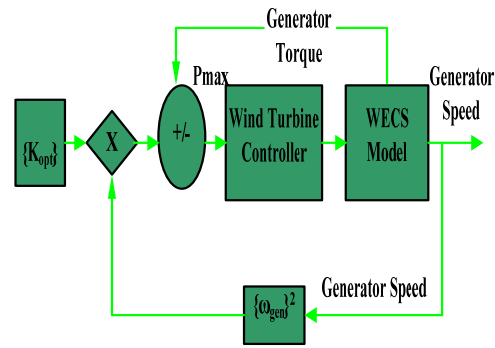 Generator
Torque
Pmax
Generator
Speed
{Kopt}
X
+/-
Wind Turbine
Controller
WECS
Model
Generator Speed
{ωgen}²